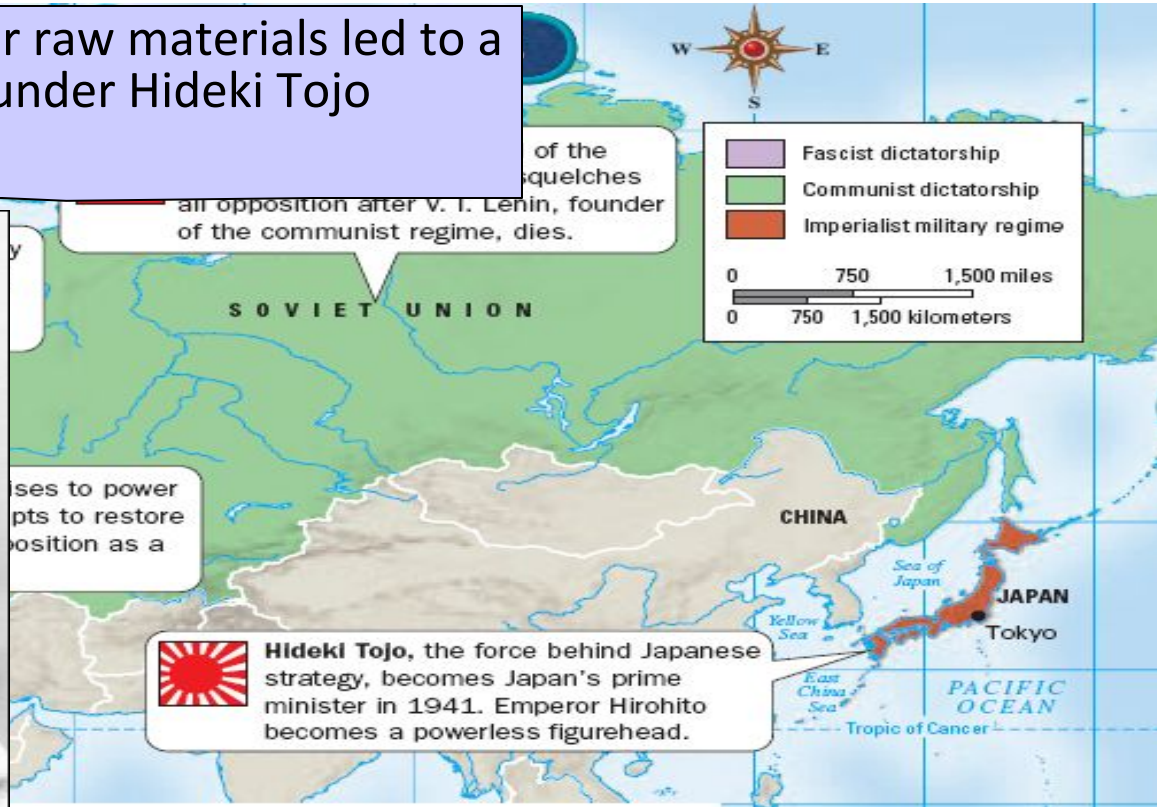 r raw materials led to a
under Hideki Tojo
W E
S
of the
squelches
all opposition after V. I. Lenin, founder
of the communist regime, dies.
Fascist dictatorship
Communist dictatorship
Imperialist military regime
0 750 1,500 miles
0 750 1,500 kilometers
y
SOVIET UNION
ises to power
pts to restore
position as a
CHINA
Sea of
Japan
JAPAN
Tokyo
Yellow
Sea
Hideki Tojo, the force behind Japanese
strategy, becomes Japan's prime
minister in 1941. Emperor Hirohito
becomes a powerless figurehead.
East
China
Sea
PACIFIC
OCEAN
Tropic of Cancer